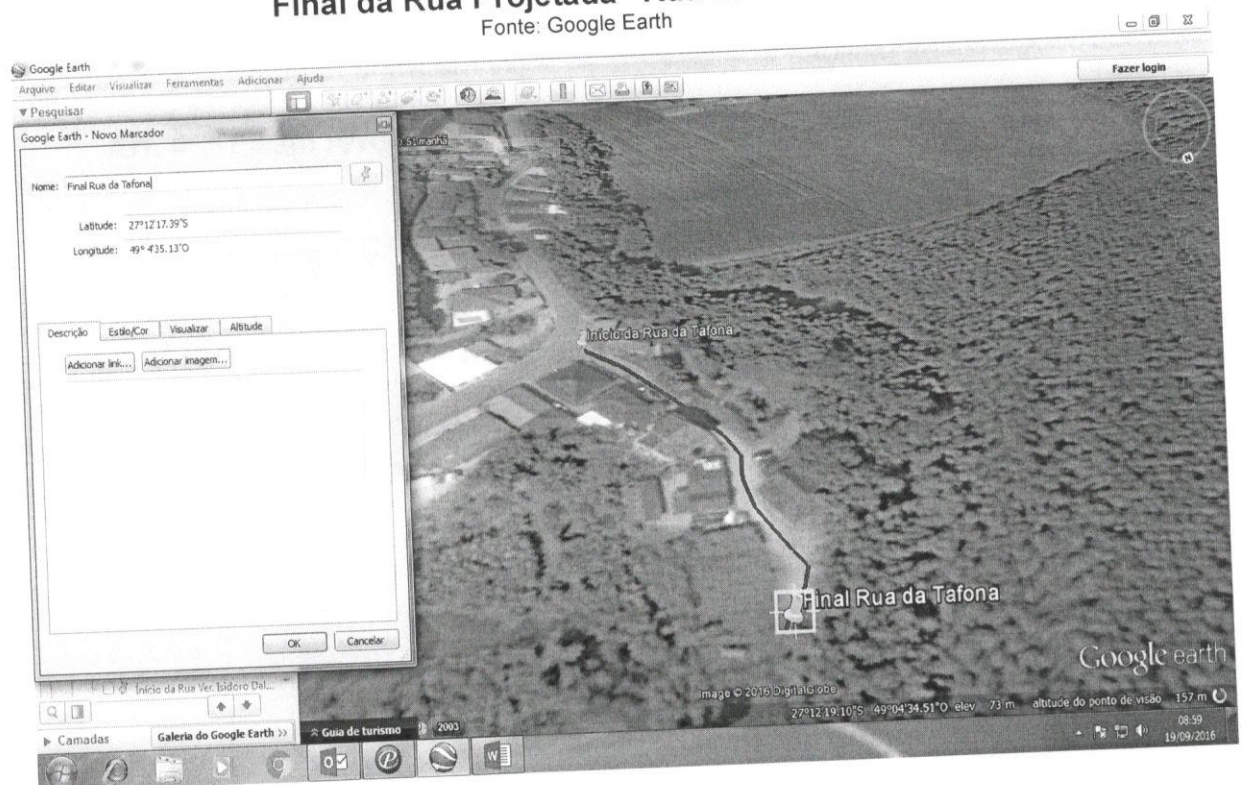 Final da Rua Projetada
Fonte: Google Earth
Google Earth
Arquivo Editar Visualizar Ferramentas Adicionar Ajuda
Fazer login
▼ Pesquisar
Google Earth - Novo Marcador
Nome: Final Rua da Tafona
Latitude: 27°12'17.39"S
Longitude: 49° 4'35.13"O
Descrição Estilo/Cor Visualizar Altitude
Adicionar link... Adicionar imagem...
OK Cancelar
:51 manhã
Início da Rua da Tafona
Final Rua da Tafona
Google earth
Image © 2016 DigitalGlobe
27°12'19.10"S 49°04'34.51"O elev 73 m altitude do ponto de visão 157 m
Início da Rua Ver. Isidoro Dal...
▶ Camadas
Galeria do Google Earth >>
Guia de turismo
2003
08:59
19/09/2016